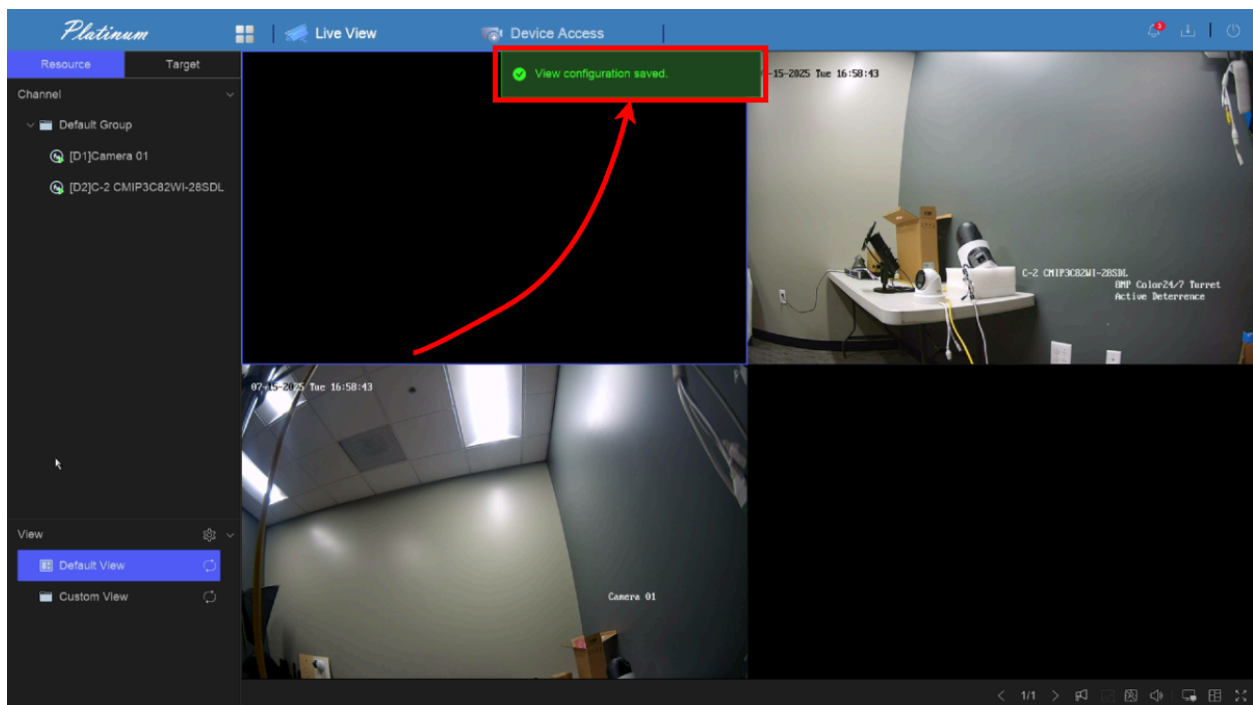 Platinum
Live View
Device Access
Resource
Target
View configuration saved.
Channel
Default Group
[D1]Camera 01
[D2]C-2 CMIP3C82WI-28SDL
-15-2025 Tue 16:58:43
C-2 CMIP3C82WI-28SDL
8MP Color24/7 Turret
Active Deterrence
07-15-2025 Tue 16:58:43
Camera 01
View
Default View
Custom View
1/1